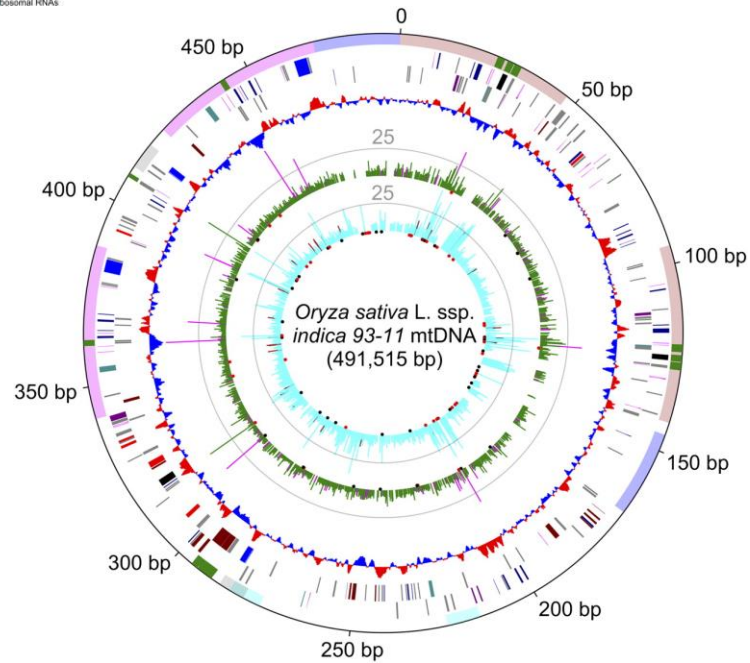 bosomal RNAs
0
50 bp
100 bp
150 bp
200 bp
250 bp
300 bp
350 bp
400 bp
450 bp
25
25
Oryza sativa L. ssp.
indica 93-11 mtDNA
(491,515 bp)